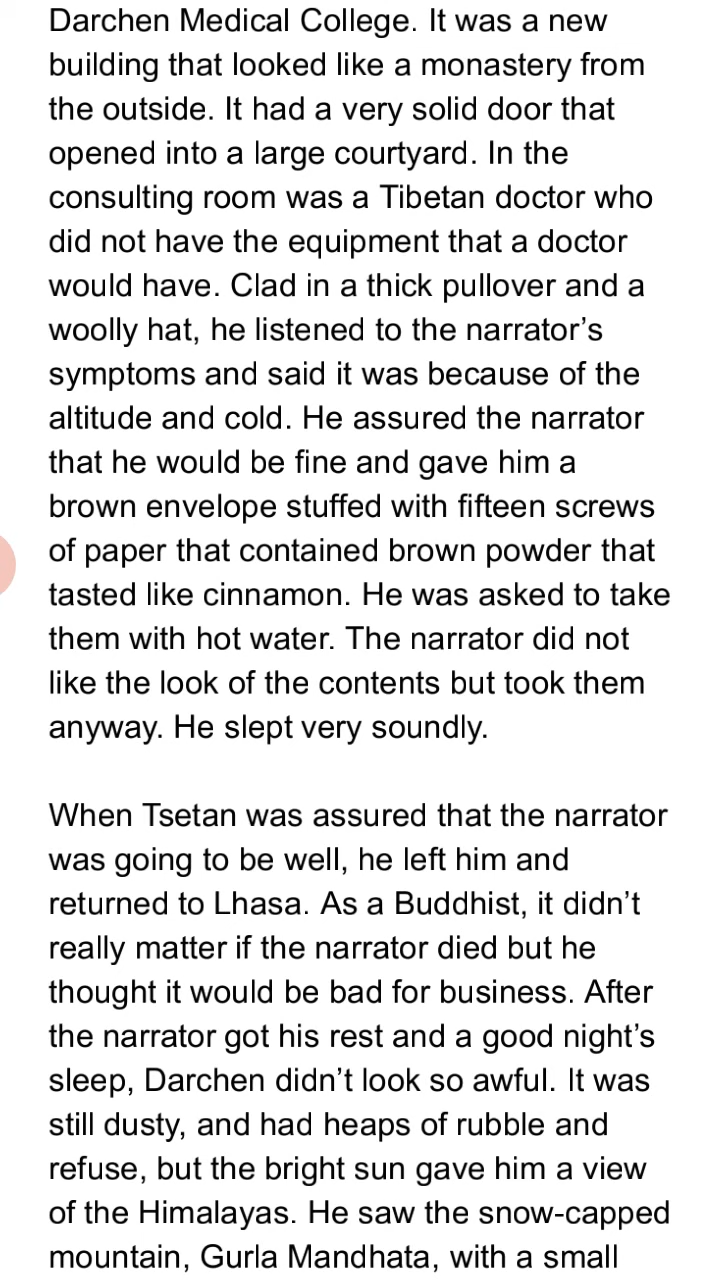 Darchen Medical College. It was a new
building that looked like a monastery from
the outside. It had a very solid door that
opened into a large courtyard. In the
consulting room was a Tibetan doctor who
did not have the equipment that a doctor
would have. Clad in a thick pullover and a
woolly hat, he listened to the narrator’s
symptoms and said it was because of the
altitude and cold. He assured the narrator
that he would be fine and gave him a
brown envelope stuffed with fifteen screws
of paper that contained brown powder that
tasted like cinnamon. He was asked to take
them with hot water. The narrator did not
like the look of the contents but took them
anyway. He slept very soundly.

When Tsetan was assured that the narrator
was going to be well, he left him and
returned to Lhasa. As a Buddhist, it didn’t
really matter if the narrator died but he
thought it would be bad for business. After
the narrator got his rest and a good night’s
sleep, Darchen didn’t look so awful. It was
still dusty, and had heaps of rubble and
refuse, but the bright sun gave him a view
of the Himalayas. He saw the snow-capped
mountain, Gurla Mandhata, with a small